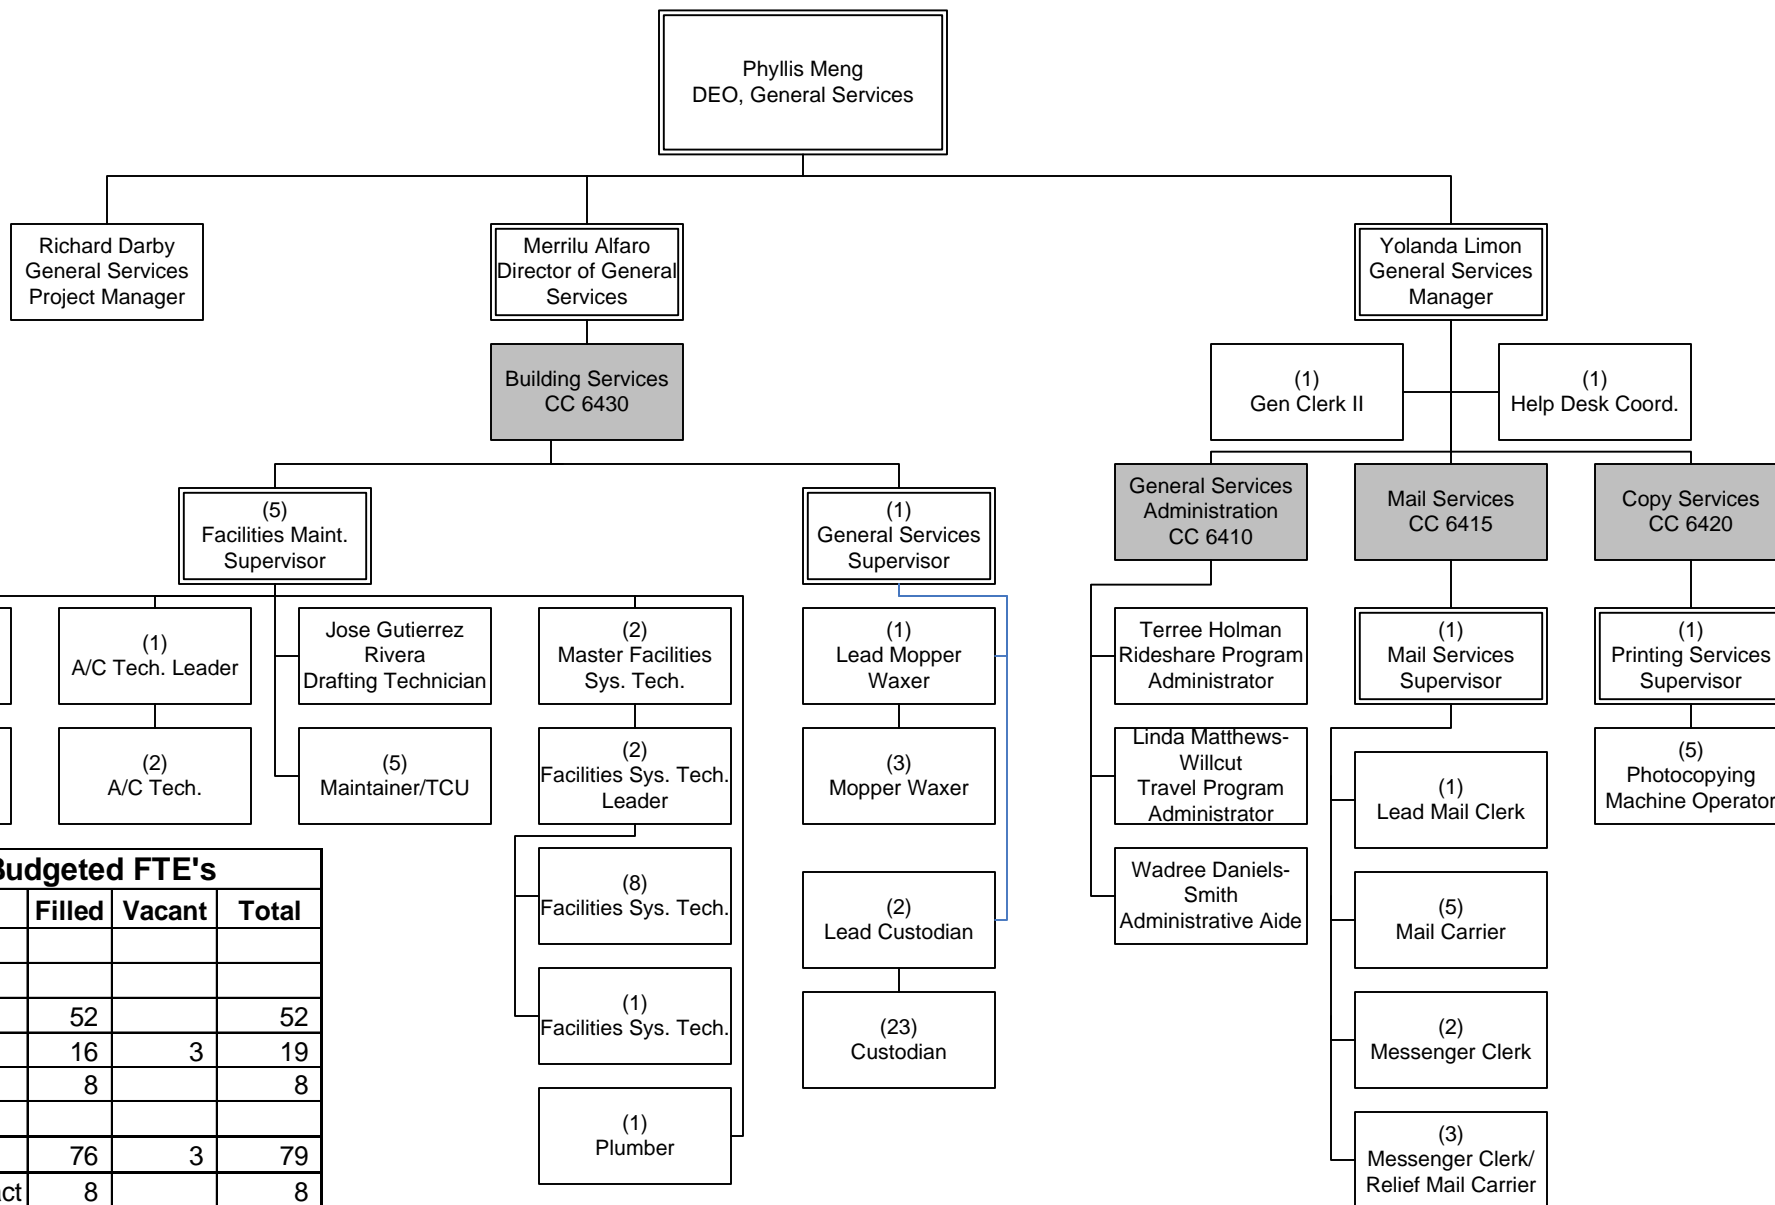 Phyllis Meng
DEO, General Services
Richard Darby
General Services
Project Manager
Merrilu Alfaro
Director of General
Services
Yolanda Limon
General Services
Manager
Building Services
CC 6430
(1)
Gen Clerk II
(1)
Help Desk Coord.
(5)
Facilities Maint.
Supervisor
(1)
General Services
Supervisor
General Services
Administration
CC 6410
Mail Services
CC 6415
Copy Services
CC 6420
(1)
A/C Tech. Leader
Jose Gutierrez
Rivera
Drafting Technician
(2)
Master Facilities
Sys. Tech.
(1)
Lead Mopper
Waxer
Terree Holman
Rideshare Program
Administrator
(1)
Mail Services
Supervisor
(1)
Printing Services
Supervisor
(2)
A/C Tech.
(5)
Maintainer/TCU
(2)
Facilities Sys. Tech.
Leader
(3)
Mopper Waxer
Linda Matthews-
Willcut
Travel Program
Administrator
(1)
Lead Mail Clerk
(5)
Photocopying
Machine Operator
(8)
Facilities Sys. Tech.
(2)
Lead Custodian
Wadree Daniels-
Smith
Administrative Aide
(5)
Mail Carrier
(1)
Facilities Sys. Tech.
(23)
Custodian
(2)
Messenger Clerk
(1)
Plumber
(3)
Messenger Clerk/
Relief Mail Carrier
Budgeted FTE's
Filled Vacant Total
52 52
16 3 19
8 8
76 3 79
8 8